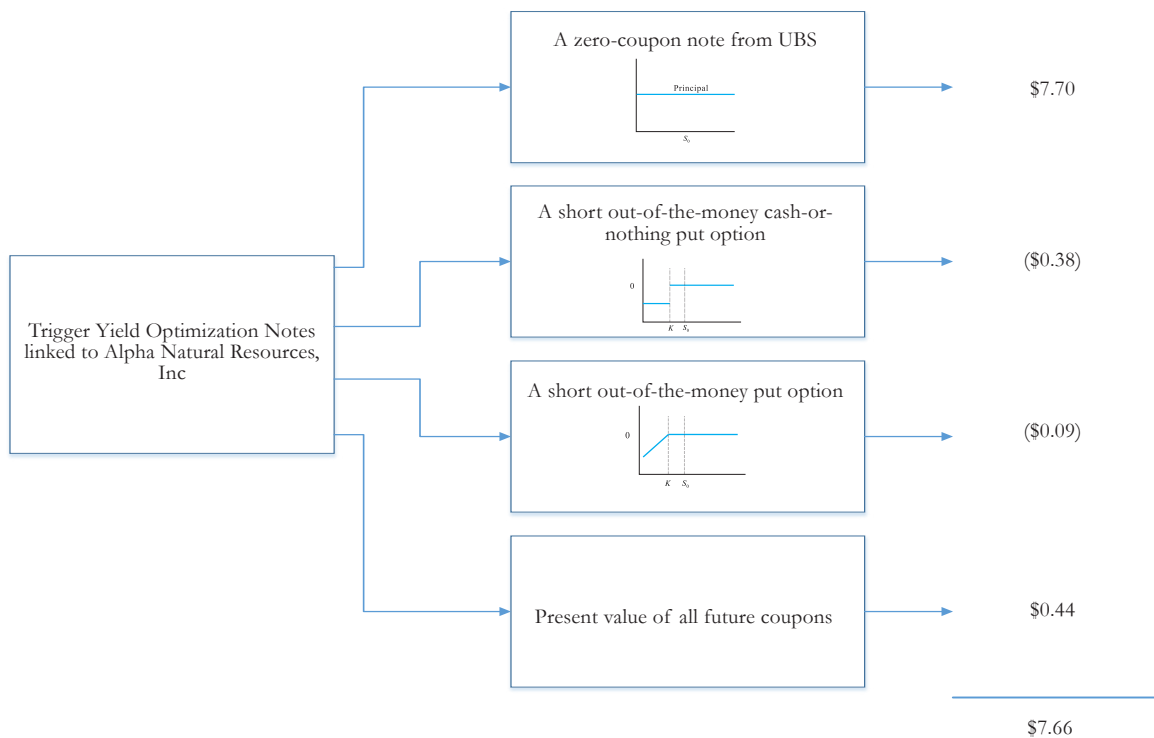 A zero-coupon note from UBS
Principal
S0
$7.70
A short out-of-the-money cash-or-
nothing put option
0
K
S0
($0.38)
Trigger Yield Optimization Notes
linked to Alpha Natural Resources,
Inc
A short out-of-the-money put option
0
K
S0
($0.09)
Present value of all future coupons
$0.44
$7.66